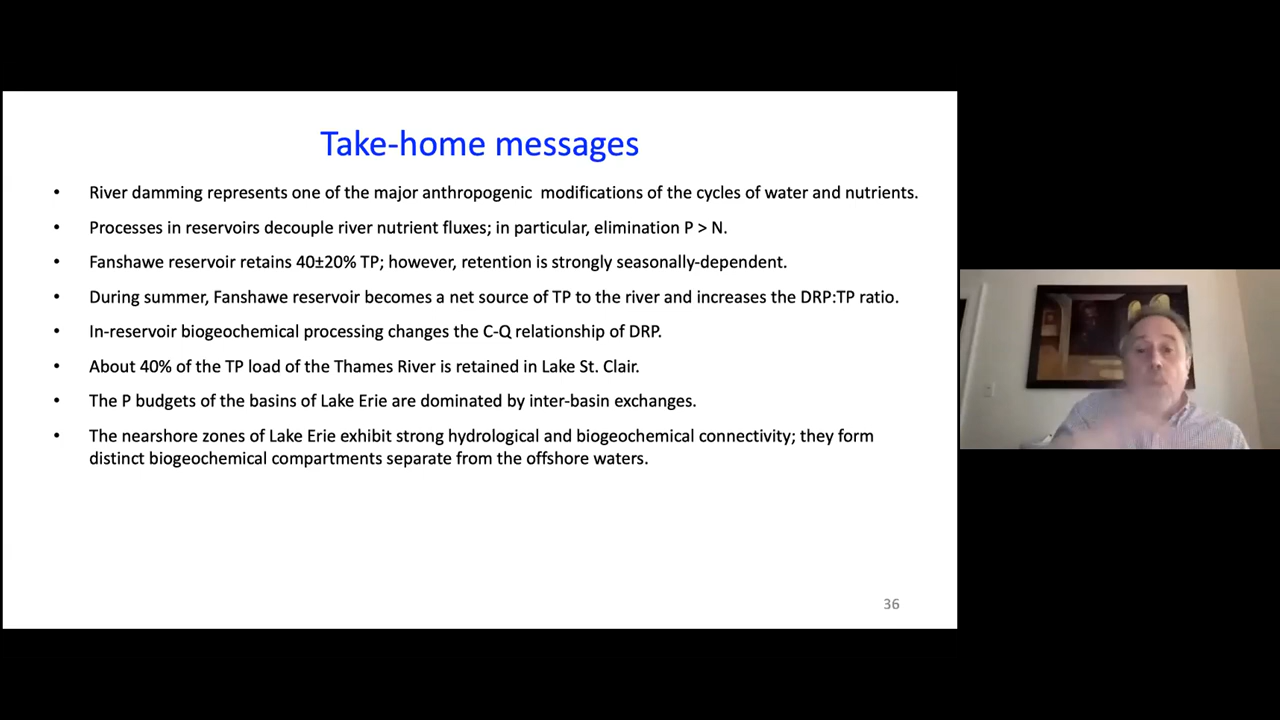 Take-home messages
• River damming represents one of the major anthropogenic modifications of the cycles of water and nutrients.
• Processes in reservoirs decouple river nutrient fluxes; in particular, elimination P > N.
• Fanshawe reservoir retains 40±20% TP; however, retention is strongly seasonally-dependent.
• During summer, Fanshawe reservoir becomes a net source of TP to the river and increases the DRP:TP ratio.
• In-reservoir biogeochemical processing changes the C-Q relationship of DRP.
• About 40% of the TP load of the Thames River is retained in Lake St. Clair.
• The P budgets of the basins of Lake Erie are dominated by inter-basin exchanges.
• The nearshore zones of Lake Erie exhibit strong hydrological and biogeochemical connectivity; they form
distinct biogeochemical compartments separate from the offshore waters.
36